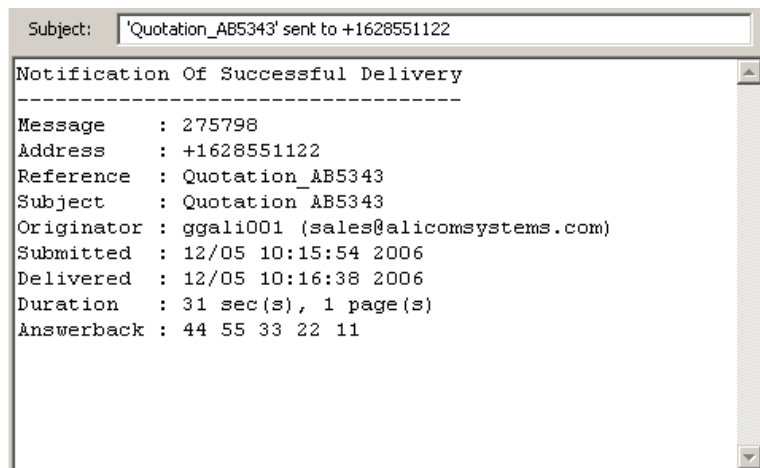 Subject: 'Quotation_AB5343' sent to +1628551122
Notification Of Successful Delivery
-----------------------------------
Message    : 275798
Address    : +1628551122
Reference  : Quotation_AB5343
Subject    : Quotation AB5343
Originator : ggali001 (sales@alicomsystems.com)
Submitted  : 12/05 10:15:54 2006
Delivered  : 12/05 10:16:38 2006
Duration   : 31 sec(s), 1 page(s)
Answerback : 44 55 33 22 11